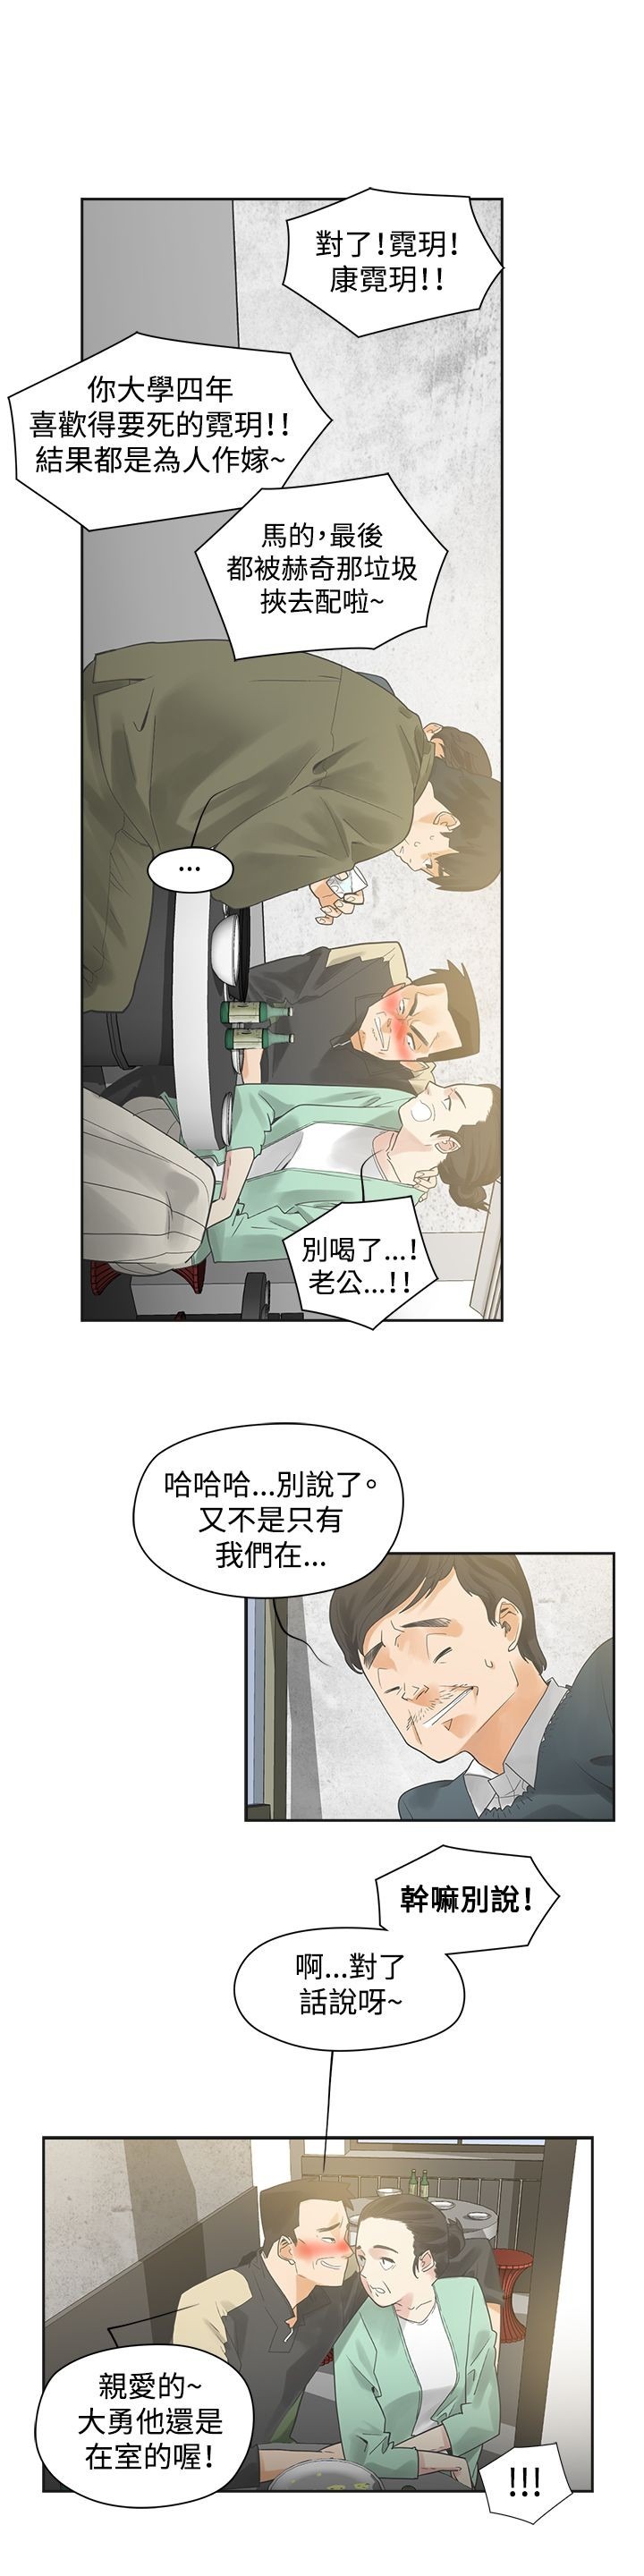 對了！霓玥！
康霓玥！！
你大學四年
喜歡得要死的霓玥！！
結果都是為人作嫁~
馬的，最後
都被赫奇那垃圾
挾去配啦~
…
別喝了…！
老公…！！
哈哈哈…別說了。
又不是只有
我們在…
幹嘛別說！
啊…對了
話說呀~
親愛的~
大勇他還是
在室的喔！
!!!